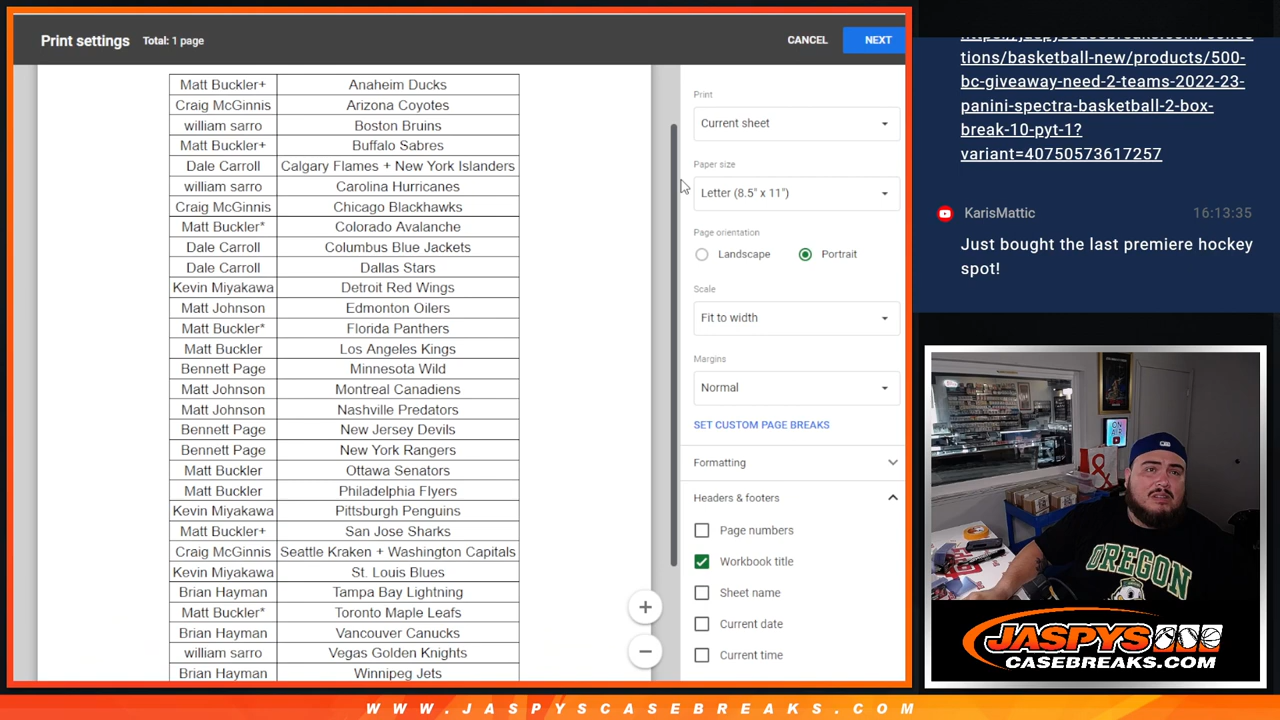 Print settings
Total: 1 page
CANCEL
NEXT
Matt Buckler+ Anaheim Ducks
Craig McGinnis Arizona Coyotes
william sarro Boston Bruins
Matt Buckler+ Buffalo Sabres
Dale Carroll Calgary Flames + New York Islanders
william sarro Carolina Hurricanes
Craig McGinnis Chicago Blackhawks
Matt Buckler* Colorado Avalanche
Dale Carroll Columbus Blue Jackets
Dale Carroll Dallas Stars
Kevin Miyakawa Detroit Red Wings
Matt Johnson Edmonton Oilers
Matt Buckler* Florida Panthers
Matt Buckler Los Angeles Kings
Bennett Page Minnesota Wild
Matt Johnson Montreal Canadiens
Matt Johnson Nashville Predators
Bennett Page New Jersey Devils
Bennett Page New York Rangers
Matt Buckler Ottawa Senators
Matt Buckler Philadelphia Flyers
Kevin Miyakawa Pittsburgh Penguins
Matt Buckler+ San Jose Sharks
Craig McGinnis Seattle Kraken + Washington Capitals
Kevin Miyakawa St. Louis Blues
Brian Hayman Tampa Bay Lightning
Matt Buckler* Toronto Maple Leafs
Brian Hayman Vancouver Canucks
william sarro Vegas Golden Knights
Brian Hayman Winnipeg Jets
Print
Current sheet
Paper size
Letter (8.5" x 11")
Page orientation
Landscape
Portrait
Scale
Fit to width
Margins
Normal
SET CUSTOM PAGE BREAKS
Formatting
Headers & footers
Page numbers
Workbook title
Sheet name
Current date
Current time
tions/basketball-new/products/500-
bc-giveaway-need-2-teams-2022-23-
panini-spectra-basketball-2-box-
break-10-pyt-1?
variant=40750573617257
KarisMattic 16:13:35
Just bought the last premiere hockey
spot!
ON
AIR
OREGON
JASPYS
CASEBREAKS.COM
WWW.JASPYSCASEBREAKS.COM